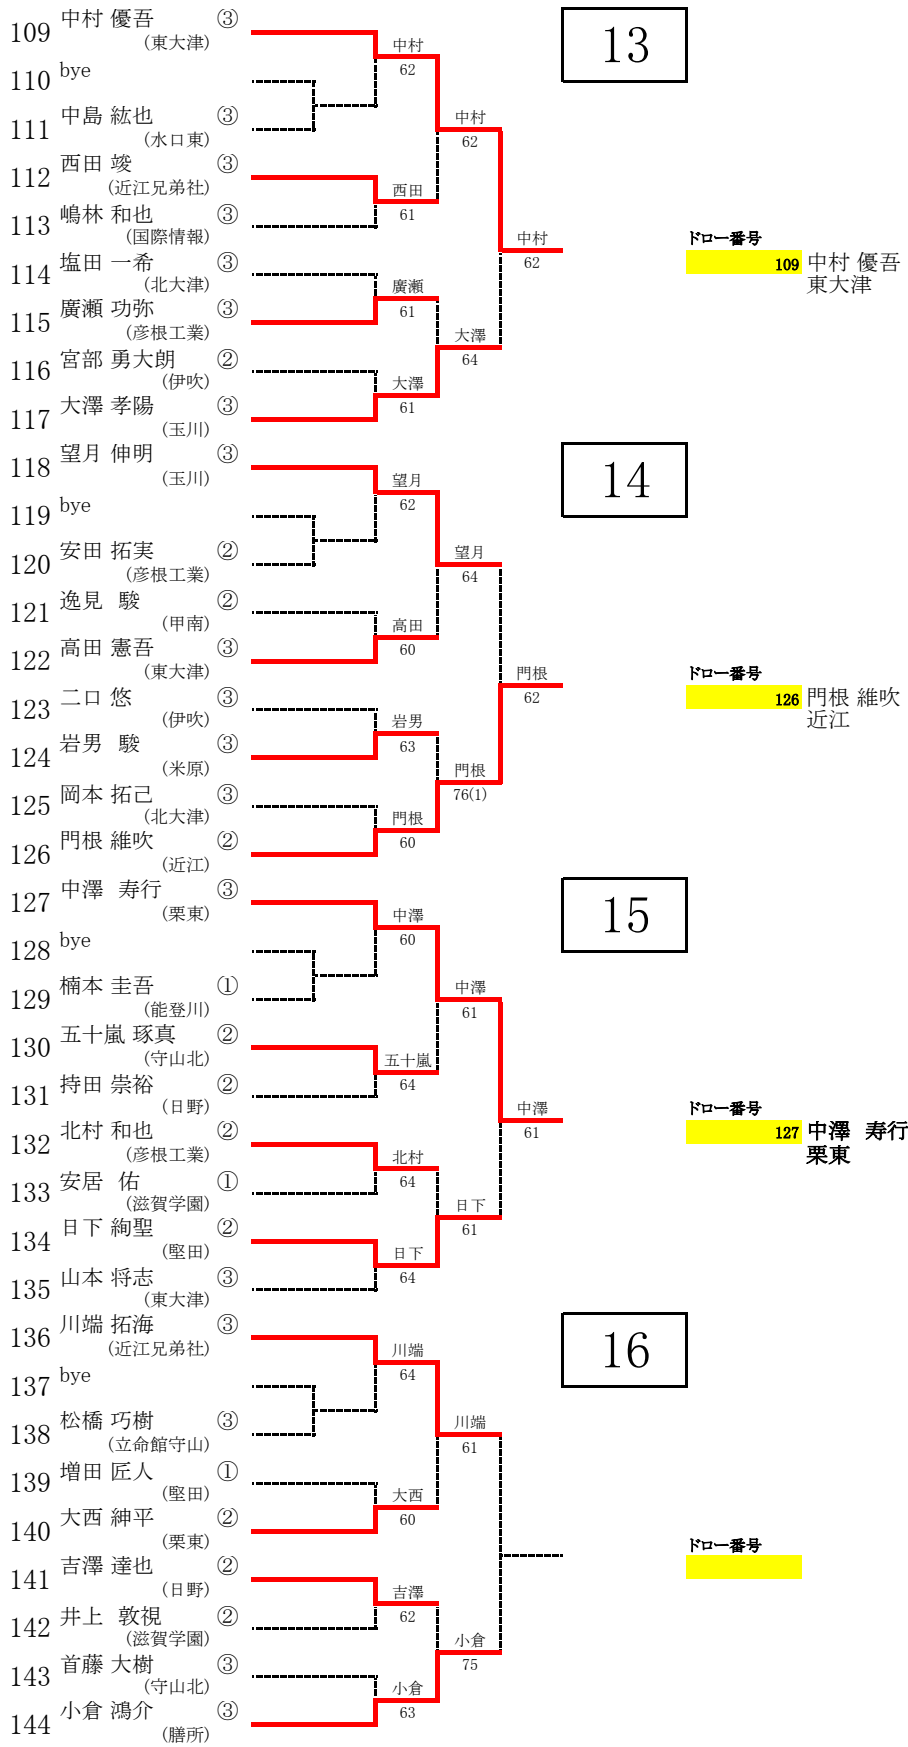 13
109 中村 優吾 ③
(東大津)
110 bye
111 中島 紘也 ③
(水口東)
112 西田 竣 ③
(近江兄弟社)
113 嶋林 和也 ③
(国際情報)
114 塩田 一希 ③
(北大津)
115 廣瀬 功弥 ③
(彦根工業)
116 宮部 勇大朗 ②
(伊吹)
117 大澤 孝陽 ③
(玉川)
中村
62
西田
61
廣瀬
61
大澤
61
中村
62
大澤
64
中村
62
ドロー番号
109 中村 優吾
東大津
14
118 望月 伸明 ③
(玉川)
119 bye
120 安田 拓実 ②
(彦根工業)
121 逸見 駿 ②
(甲南)
122 高田 憲吾 ③
(東大津)
123 二口 悠 ③
(伊吹)
124 岩男 駿 ③
(米原)
125 岡本 拓己 ③
(北大津)
126 門根 維吹 ②
(近江)
望月
62
高田
60
岩男
63
門根
60
望月
64
門根
76(1)
門根
62
ドロー番号
126 門根 維吹
近江
15
127 中澤 寿行 ③
(栗東)
128 bye
129 楠本 圭吾 ①
(能登川)
130 五十嵐 琢真 ②
(守山北)
131 持田 崇裕 ②
(日野)
132 北村 和也 ②
(彦根工業)
133 安居 佑 ①
(滋賀学園)
134 日下 絢聖 ②
(堅田)
135 山本 将志 ③
(東大津)
中澤
60
五十嵐
64
北村
64
日下
64
中澤
61
日下
61
中澤
61
ドロー番号
127 中澤 寿行
栗東
16
136 川端 拓海 ③
(近江兄弟社)
137 bye
138 松橋 巧樹 ③
(立命館守山)
139 増田 匠人 ①
(堅田)
140 大西 紳平 ②
(栗東)
141 吉澤 達也 ②
(日野)
142 井上 敦視 ②
(滋賀学園)
143 首藤 大樹 ③
(守山北)
144 小倉 鴻介 ③
(膳所)
川端
64
大西
60
吉澤
62
小倉
63
川端
61
小倉
75
ドロー番号